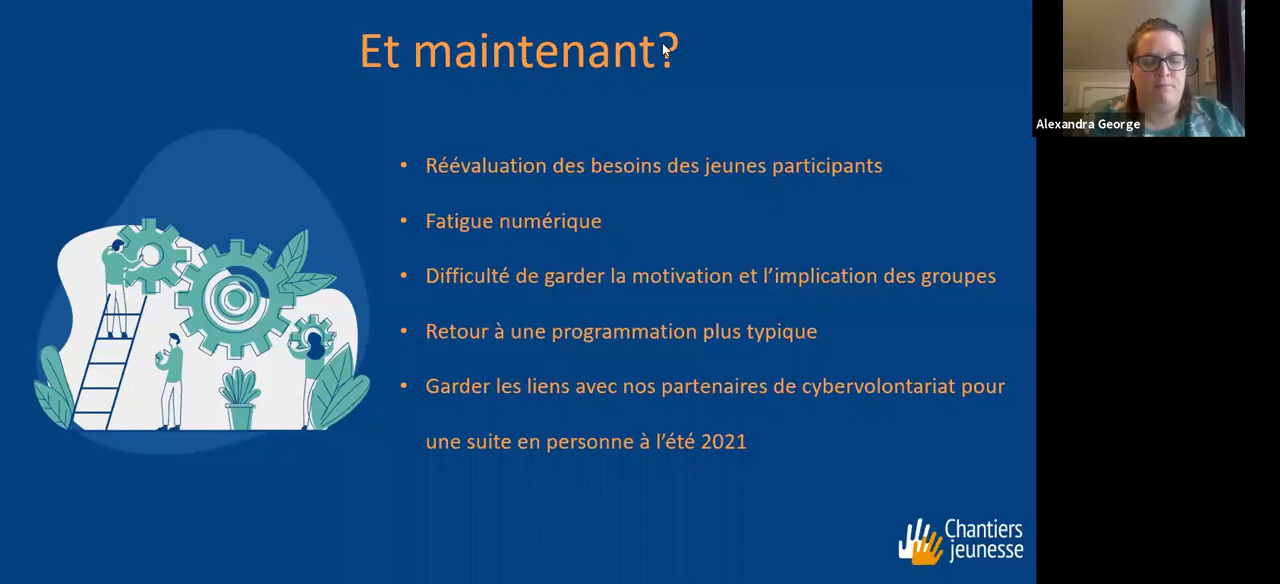 Et maintenant?
Alexandra George
• Réévaluation des besoins des jeunes participants
• Fatigue numérique
• Difficulté de garder la motivation et l’implication des groupes
• Retour à une programmation plus typique
• Garder les liens avec nos partenaires de cybervolontariat pour
une suite en personne à l’été 2021
Chantiers
jeunesse